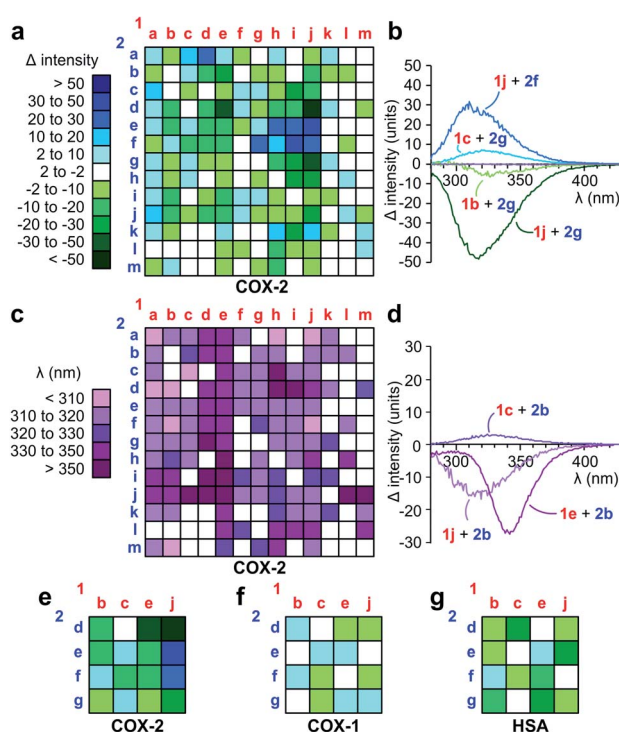 a
1
2
a b c d e f g h i j k l m
a
b
c
d
e
f
g
h
i
j
k
l
m
COX-2
Δ intensity
> 50
30 to 50
20 to 30
10 to 20
2 to 10
2 to -2
-2 to -10
-10 to -20
-20 to -30
-30 to -50
< -50
b
Δ intensity (units)
50
40
30
20
10
0
-10
-20
-30
-40
-50
300 350 400
λ (nm)
1j + 2f
1c + 2g
1b + 2g
1j + 2g
c
1
2
a b c d e f g h i j k l m
a
b
c
d
e
f
g
h
i
j
k
l
m
COX-2
λ (nm)
< 310
310 to 320
320 to 330
330 to 350
> 350
d
Δ intensity (units)
30
20
10
0
-10
-20
-30
300 350 400
λ (nm)
1c + 2b
1j + 2b
1e + 2b
e
1
2
b c e j
d
e
f
g
COX-2
f
1
2
b c e j
d
e
f
g
COX-1
g
1
2
b c e j
d
e
f
g
HSA